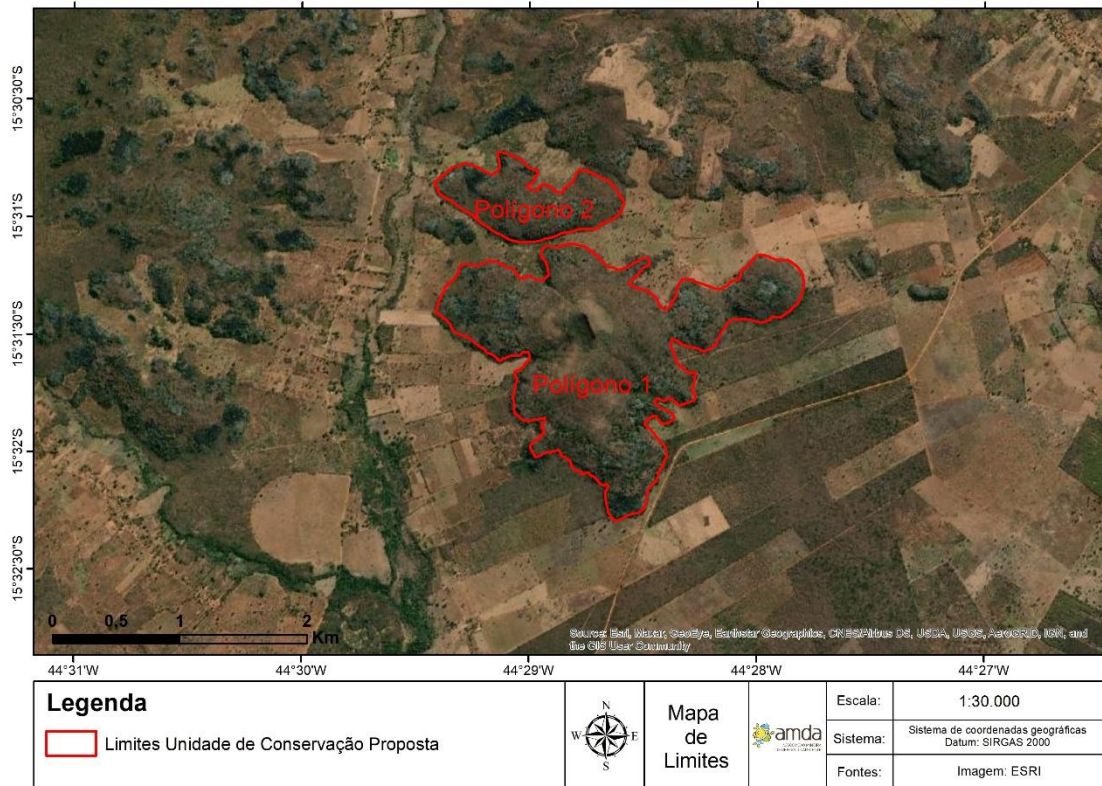 15°30'30"S
15°31'S
15°31'30"S
15°32'S
15°32'30"S
Polígono 2
Polígono 1
0 0,5 1 2
Km
Source: Esri, Maxar, GeoEye, Earthstar Geographics, CNES/Airbus DS, USDA, USGS, AeroGRID, IGN, and
the GIS User Community
44°31'W 44°30'W 44°29'W 44°28'W 44°27'W
Legenda
Limites Unidade de Conservação Proposta
N
W E
S
Mapa
de
Limites
amda
Escala: 1:30.000
Sistema: Sistema de coordenadas geográficas
Datum: SIRGAS 2000
Fontes: Imagem: ESRI